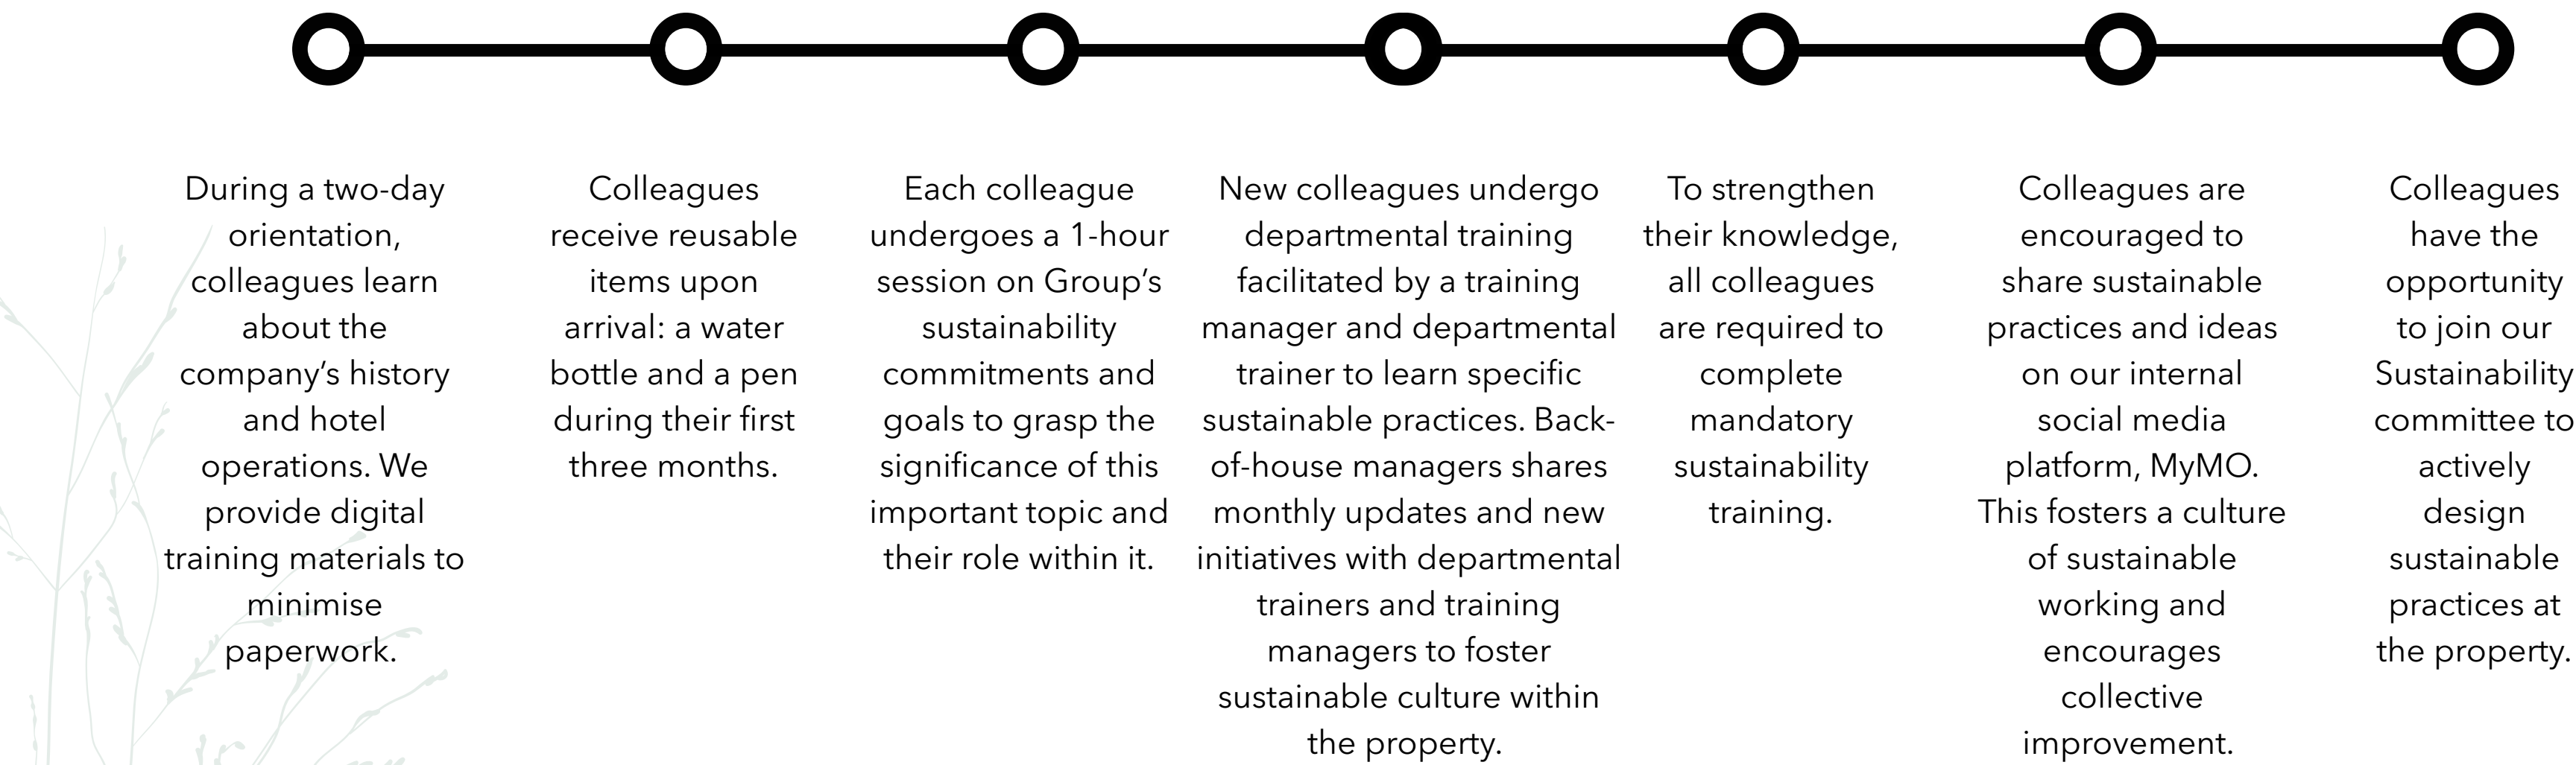 During a two-day
orientation,
colleagues learn
about the
company's history
and hotel
operations. We
provide digital
training materials to
minimise
paperwork.
Colleagues
receive reusable
items upon
arrival: a water
bottle and a pen
during their first
three months.
Each colleague
undergoes a 1-hour
session on Group's
sustainability
commitments and
goals to grasp the
significance of this
important topic and
their role within it.
New colleagues undergo
departmental training
facilitated by a training
manager and departmental
trainer to learn specific
sustainable practices. Back-
of-house managers shares
monthly updates and new
initiatives with departmental
trainers and training
managers to foster
sustainable culture within
the property.
To strengthen
their knowledge,
all colleagues
are required to
complete
mandatory
sustainability
training.
Colleagues are
encouraged to
share sustainable
practices and ideas
on our internal
social media
platform, MyMO.
This fosters a culture
of sustainable
working and
encourages
collective
improvement.
Colleagues
have the
opportunity
to join our
Sustainability
committee to
actively
design
sustainable
practices at
the property.